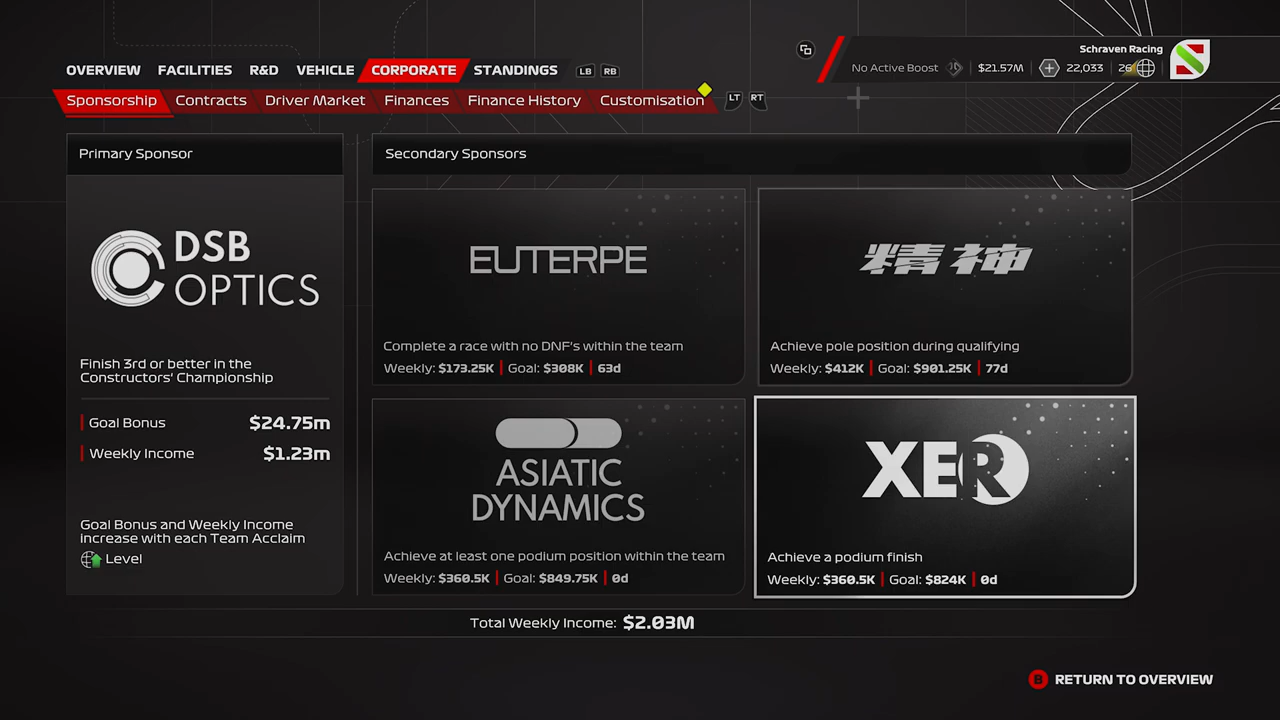 Schraven Racing
OVERVIEW FACILITIES R&D VEHICLE CORPORATE STANDINGS LB RB
No Active Boost $21.57M 22,033 26
Sponsorship Contracts Driver Market Finances Finance History Customisation LT RT
Primary Sponsor
DSB
OPTICS
Finish 3rd or better in the
Constructors' Championship
Goal Bonus $24.75m
Weekly Income $1.23m
Goal Bonus and Weekly Income
increase with each Team Acclaim
Level
Secondary Sponsors
EUTERPE
Complete a race with no DNF's within the team
Weekly: $173.25K Goal: $308K 63d
精神
Achieve pole position during qualifying
Weekly: $412K Goal: $901.25K 77d
ASIATIC
DYNAMICS
Achieve at least one podium position within the team
Weekly: $360.5K Goal: $849.75K 0d
XER
Achieve a podium finish
Weekly: $360.5K Goal: $824K 0d
Total Weekly Income: $2.03M
B RETURN TO OVERVIEW